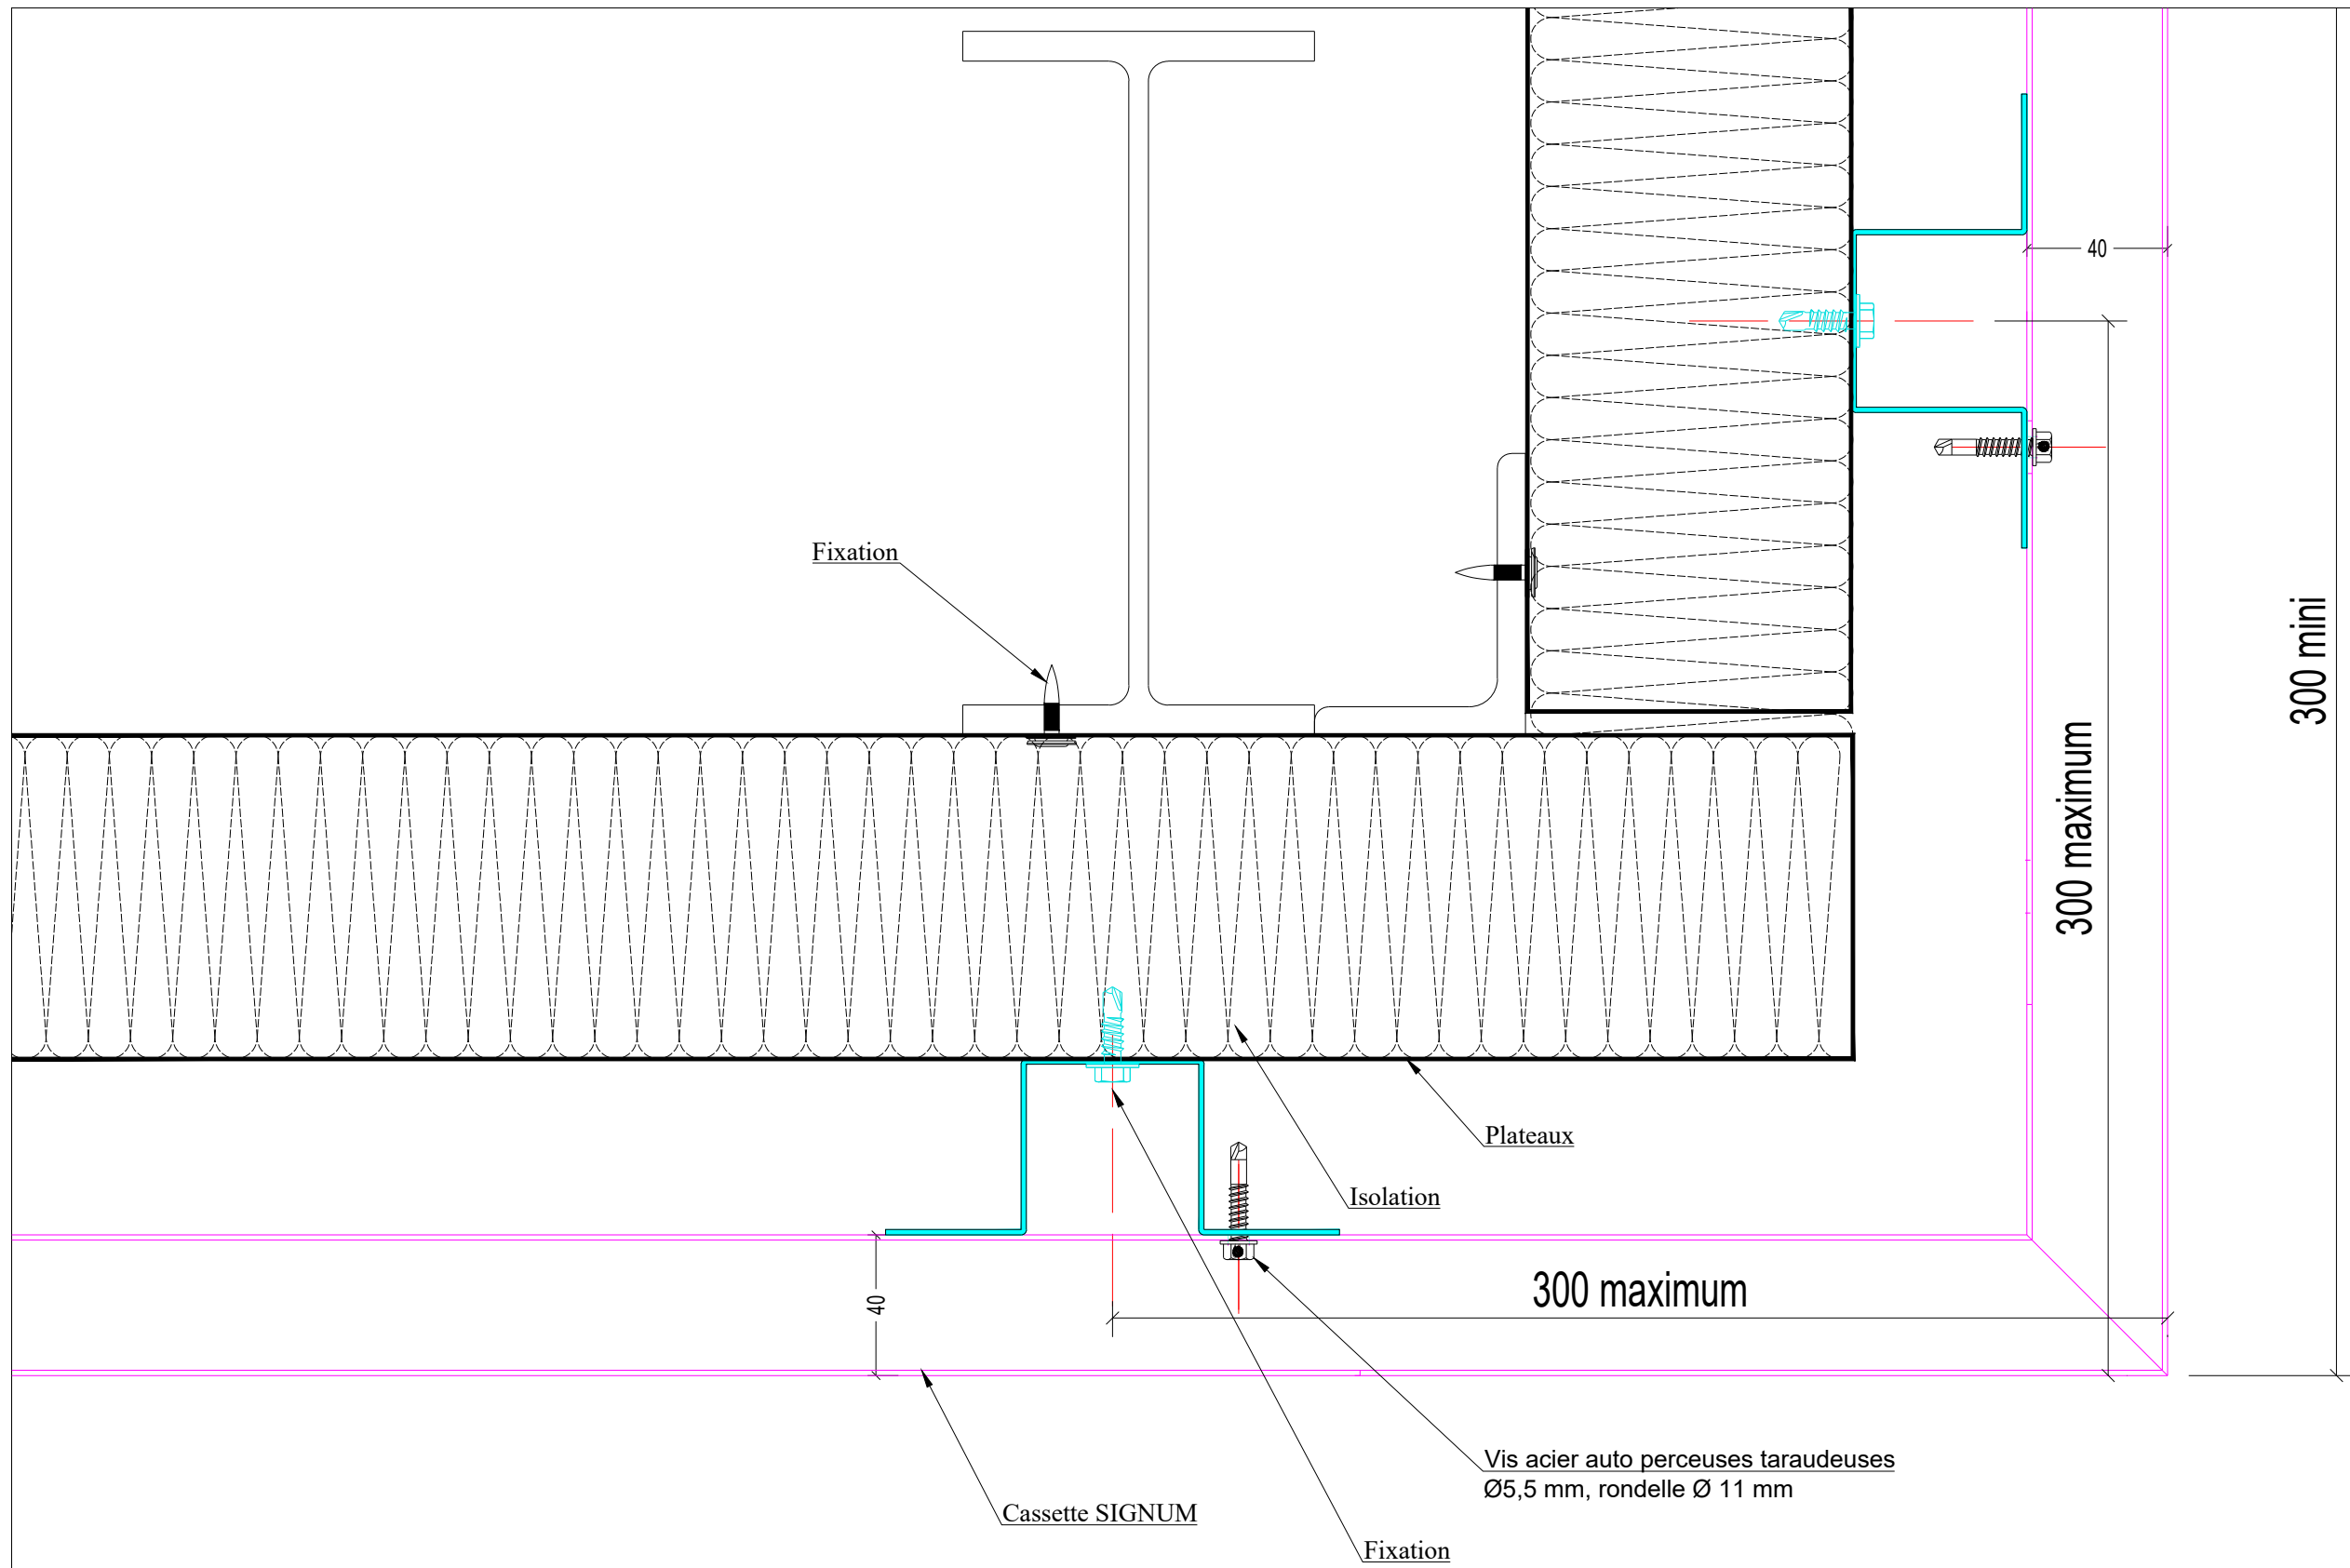 40
Fixation
300 mini
300 maximum
Plateaux
Isolation
300 maximum
40
Vis acier auto perceuses taraudeuses
Ø5,5 mm, rondelle Ø 11 mm
Cassette SIGNUM
Fixation